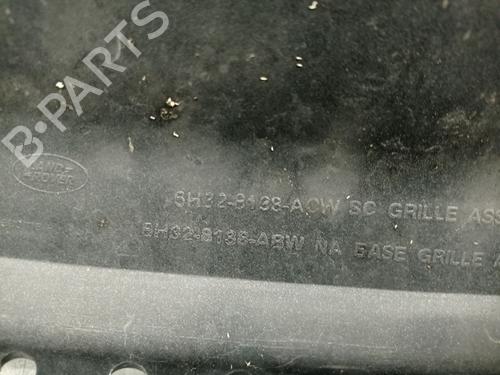 B-PARTS
LAND
ROVER
6H32-8138-ACW SC GRILLE ASS
6H32-8138-ABW NA BASE GRILLE A